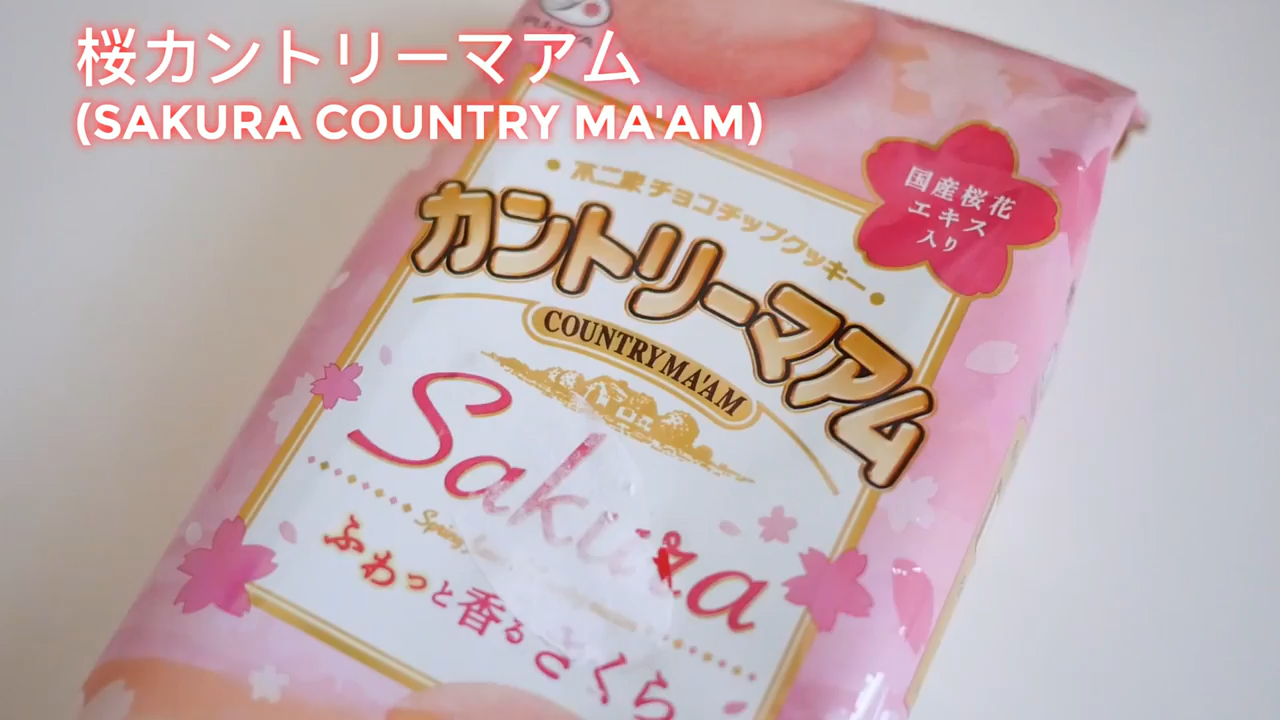 桜カントリーマアム
(SAKURA COUNTRY MA'AM)
不二家 チョコチップクッキー
カントリーマアム
COUNTRY MA'AM
国産桜花
エキス
入り
Sakura
ふわっと香るさくら